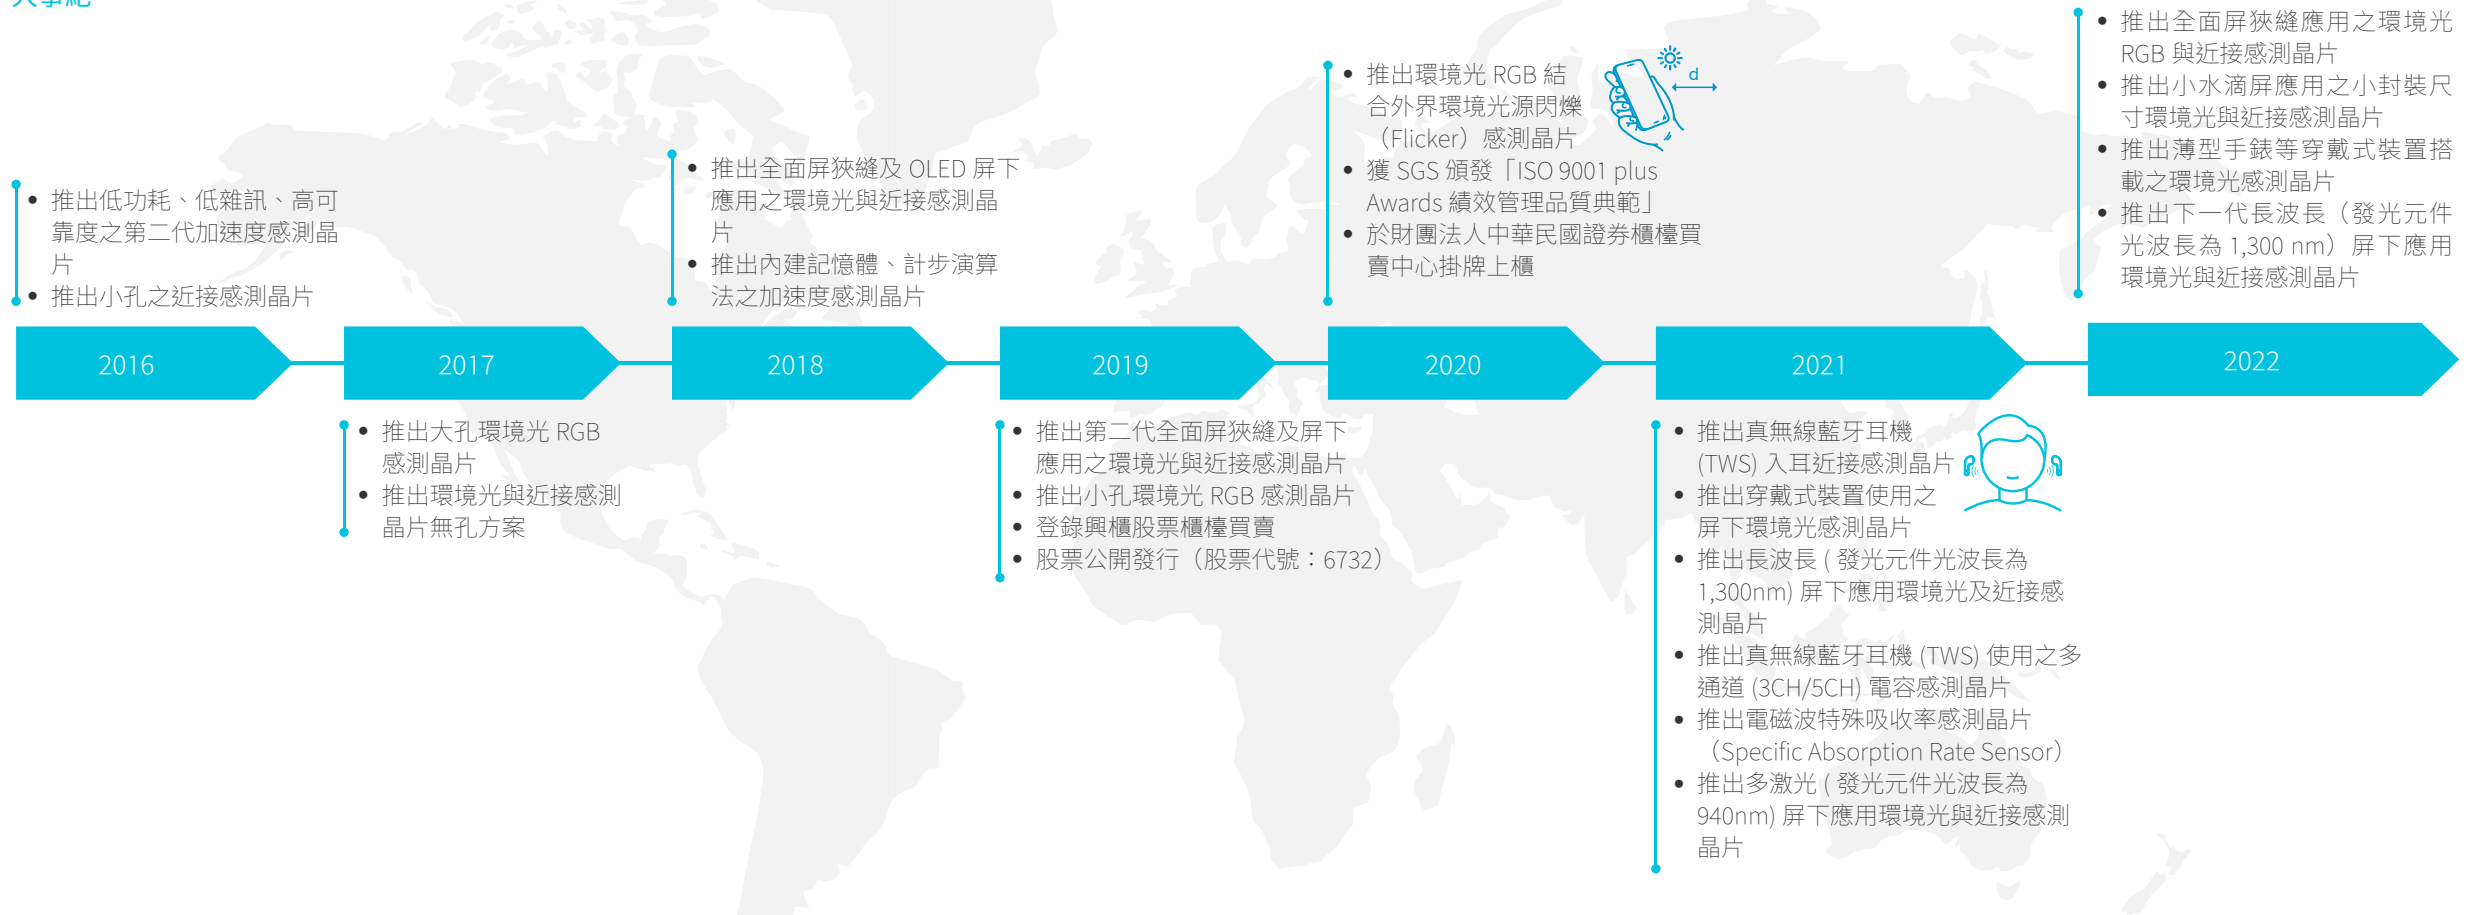 大事紀
推出低功耗、低雜訊、高可
靠度之第二代加速度感測晶
片
推出小孔之近接感測晶片
2016
2017
推出大孔環境光 RGB
感測晶片
推出環境光與近接感測
晶片無孔方案
推出全面屏狹縫及 OLED 屏下
應用之環境光與近接感測晶
片
推出內建記憶體、計步演算
法之加速度感測晶片
2018
2019
推出第二代全面屏狹縫及屏下
應用之環境光與近接感測晶片
推出小孔環境光 RGB 感測晶片
登錄興櫃股票櫃檯買賣
股票公開發行（股票代號：6732）
推出環境光 RGB 結
合外界環境光源閃爍
（Flicker）感測晶片
獲 SGS 頒發「ISO 9001 plus
Awards 績效管理品質典範」
於財團法人中華民國證券櫃檯買
賣中心掛牌上櫃
d
2020
2021
推出真無線藍牙耳機
(TWS) 入耳近接感測晶片
推出穿戴式裝置使用之
屏下環境光感測晶片
推出長波長 ( 發光元件光波長為
1,300nm) 屏下應用環境光及近接感
測晶片
推出真無線藍牙耳機 (TWS) 使用之多
通道 (3CH/5CH) 電容感測晶片
推出電磁波特殊吸收率感測晶片
（Specific Absorption Rate Sensor）
推出多激光 ( 發光元件光波長為
940nm) 屏下應用環境光與近接感測
晶片
推出全面屏狹縫應用之環境光
RGB 與近接感測晶片
推出小水滴屏應用之小封裝尺
寸環境光與近接感測晶片
推出薄型手錶等穿戴式裝置搭
載之環境光感測晶片
推出下一代長波長（發光元件
光波長為 1,300 nm）屏下應用
環境光與近接感測晶片
2022